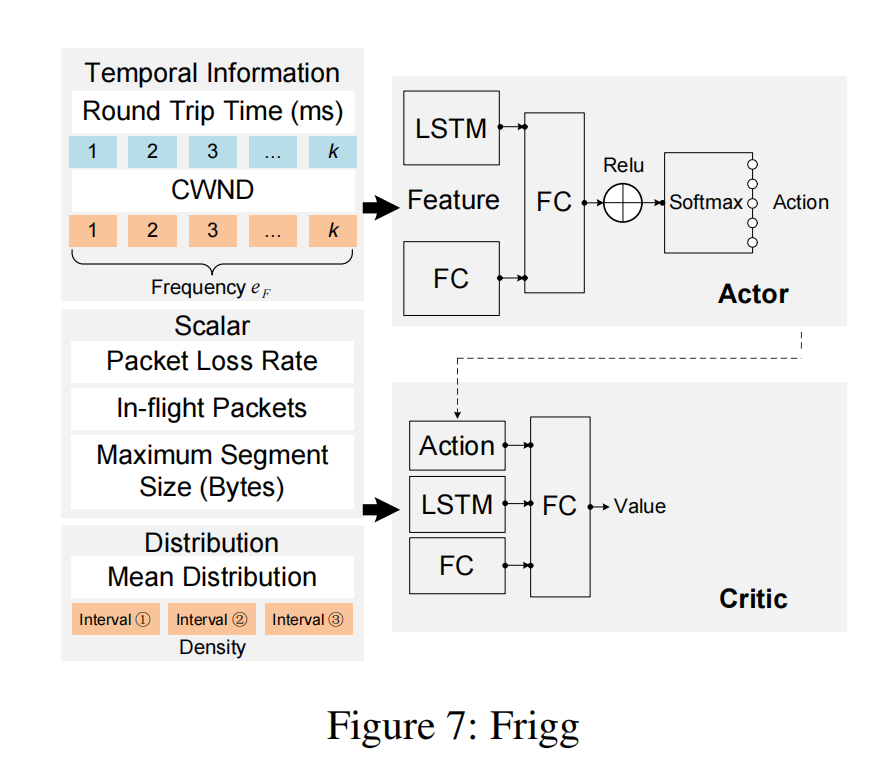 Temporal Information
Round Trip Time (ms)
1 2 3 ... k
CWND
1 2 3 ... k
Frequency e_F
Scalar
Packet Loss Rate
In-flight Packets
Maximum Segment
Size (Bytes)
Distribution
Mean Distribution
Interval ① Interval ② Interval ③
Density
LSTM
Feature
FC
FC
Relu
Softmax
Action
Actor
Action
LSTM
FC
FC
Value
Critic
Figure 7: Frigg